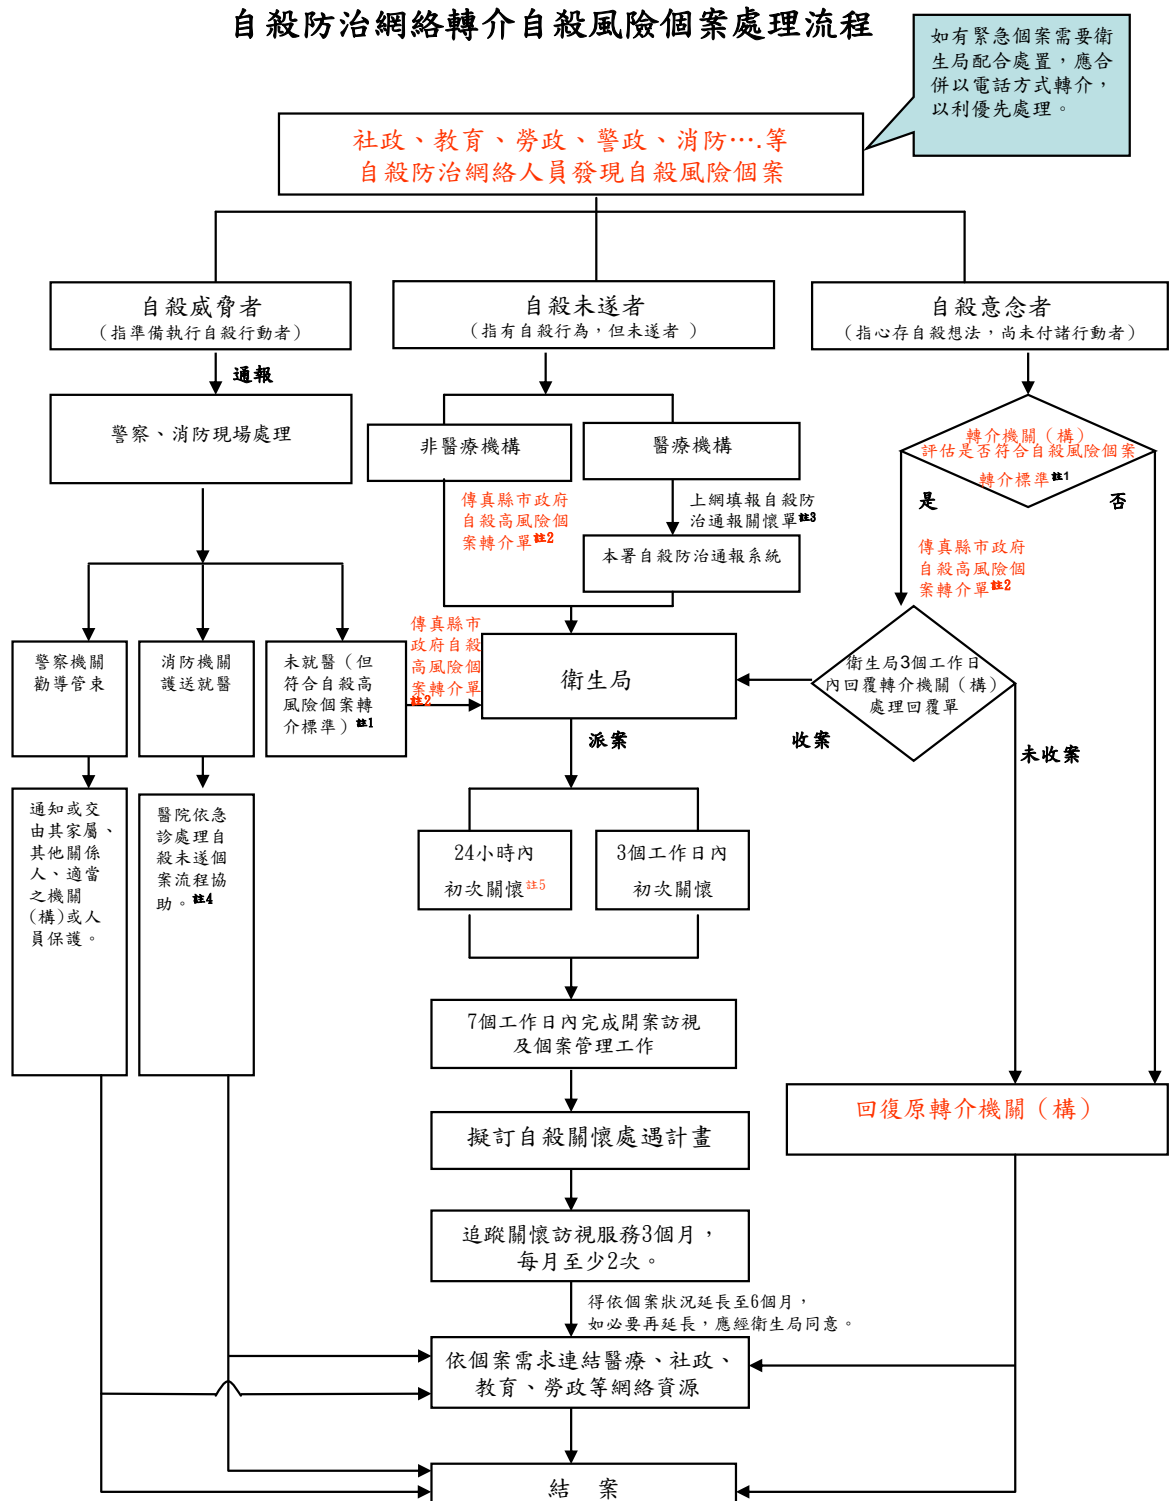 自殺防治網絡轉介自殺風險個案處理流程
如有緊急個案需要衛
生局配合處置，應合
併以電話方式轉介，
以利優先處理。
社政、教育、勞政、警政、消防….等
自殺防治網絡人員發現自殺風險個案
自殺威脅者
（指準備執行自殺行動者）
自殺未遂者
（指有自殺行為，但未遂者 ）
自殺意念者
（指心存自殺想法，尚未付諸行動者）
通報
警察、消防現場處理
非醫療機構
醫療機構
轉介機關（構）
評估是否符合自殺風險個案
轉介標準註1
是
否
傳真縣市政府
自殺高風險個
案轉介單註2
上網填報自殺防
治通報關懷單註3
本署自殺防治通報系統
傳真縣市政府
自殺高風險個
案轉介單註2
警察機關
勸導管束
消防機關
護送就醫
未就醫（但
符合自殺高
風險個案轉
介標準）註1
傳真縣市
政府自殺
高風險個
案轉介單
註2
衛生局
衛生局3個工作日
內回覆轉介機關（構）
處理回覆單
派案
收案
未收案
通知或交
由其家屬、
其他關係
人、適當
之機關
(構)或人
員保護。
醫院依急
診處理自
殺未遂個
案流程協
助。註4
24小時內
初次關懷註5
3個工作日內
初次關懷
7個工作日內完成開案訪視
及個案管理工作
回復原轉介機關（構）
擬訂自殺關懷處遇計畫
追蹤關懷訪視服務3個月，
每月至少2次。
得依個案狀況延長至6個月，
如必要再延長，應經衛生局同意。
依個案需求連結醫療、社政、
教育、勞政等網絡資源
結 案